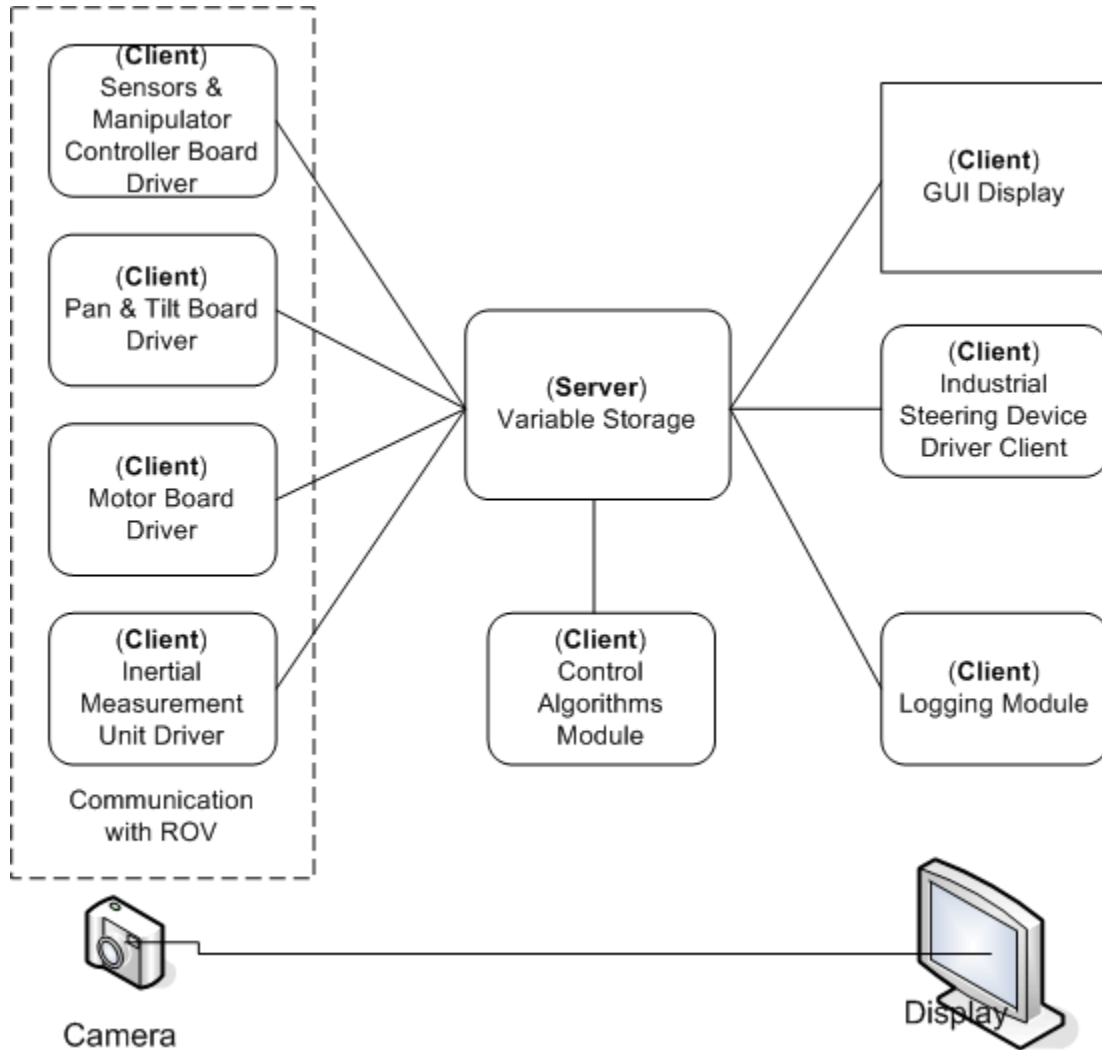 (Client)
Sensors &
Manipulator
Controller Board
Driver
(Client)
Pan & Tilt Board
Driver
(Client)
Motor Board
Driver
(Client)
Inertial
Measurement
Unit Driver
Communication
with ROV
(Server)
Variable Storage
(Client)
Control
Algorithms
Module
(Client)
GUI Display
(Client)
Industrial
Steering Device
Driver Client
(Client)
Logging Module
Camera
Display